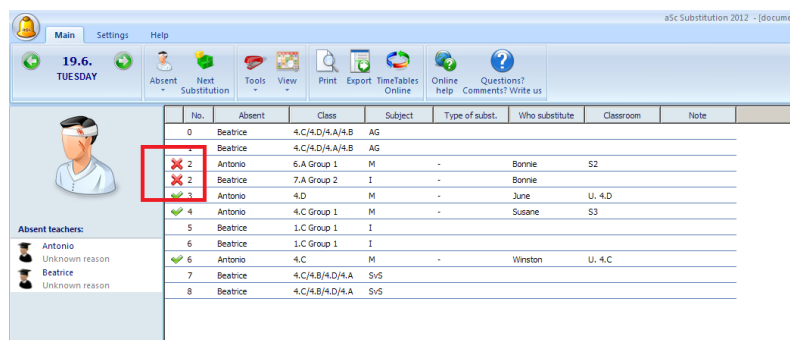 aSc Substitution 2012 - [docume
Main Settings Help
19.6.
TUESDAY
Absent Next Substitution Tools View Print Export TimeTables Online Online help Questions? Comments? Write us
No. Absent Class Subject Type of subst. Who substitute Classroom Note
0 Beatrice 4.C/4.D/4.A/4.B AG
1 Beatrice 4.C/4.D/4.A/4.B AG
2 Antonio 6.A Group 1 M - Bonnie S2
2 Beatrice 7.A Group 2 I - Bonnie
3 Antonio 4.D M - June U. 4.D
4 Antonio 4.C Group 1 M - Susane S3
5 Beatrice 1.C Group 1 I
6 Beatrice 1.C Group 1 I
6 Antonio 4.C M - Winston U. 4.C
7 Beatrice 4.C/4.B/4.D/4.A SvS
8 Beatrice 4.C/4.B/4.D/4.A SvS
Absent teachers:
Antonio
Unknown reason
Beatrice
Unknown reason